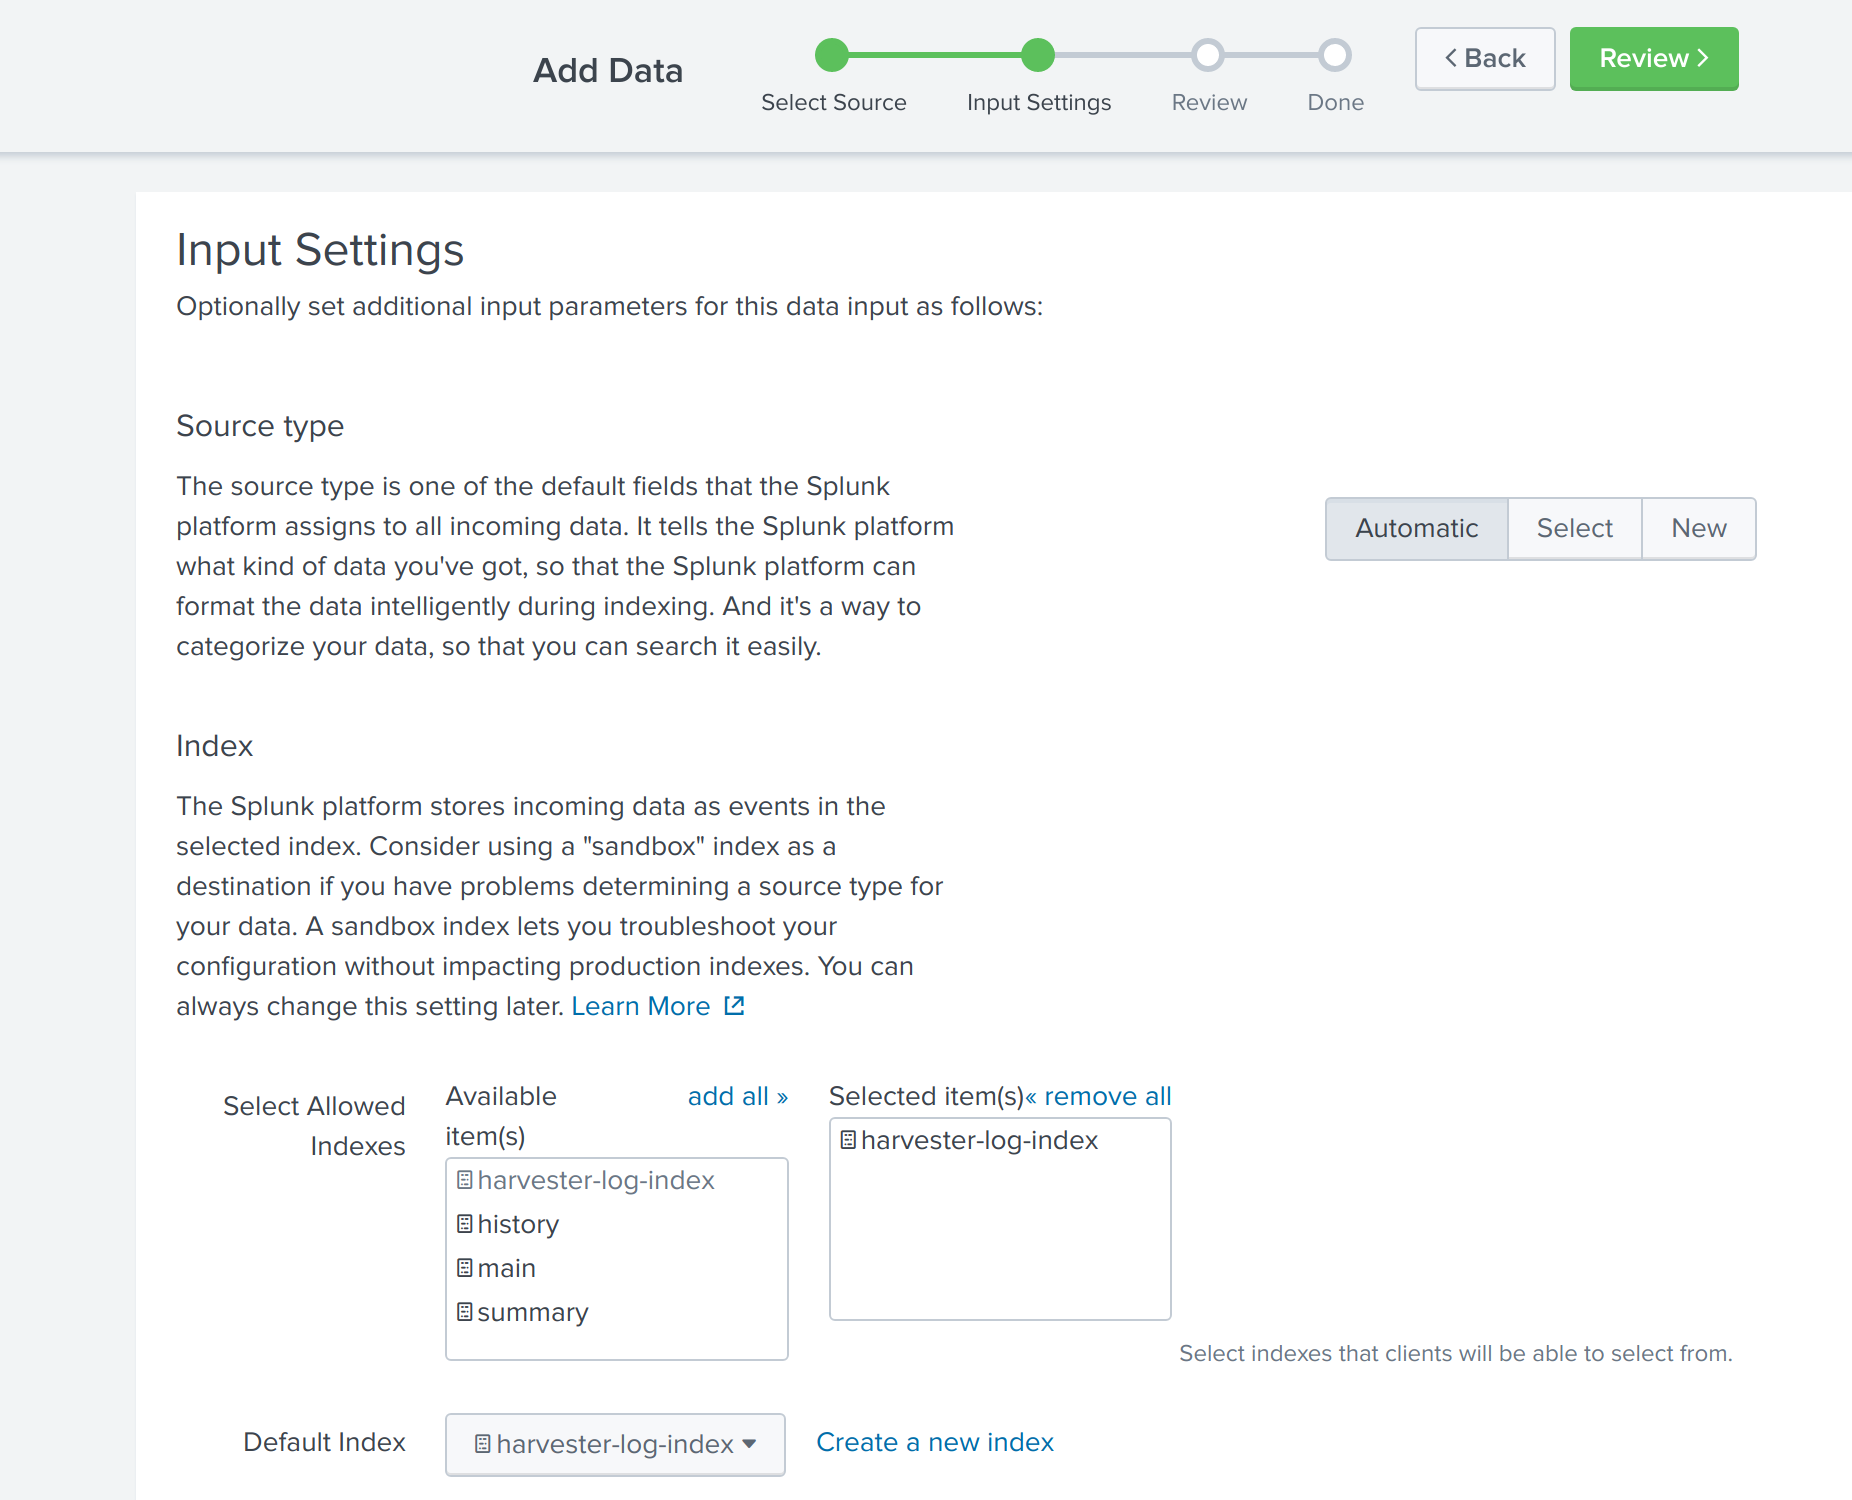 Add Data
Select Source
Input Settings
Review
Done
Back
Review
Input Settings
Optionally set additional input parameters for this data input as follows:
Source type
The source type is one of the default fields that the Splunk
platform assigns to all incoming data. It tells the Splunk platform
what kind of data you've got, so that the Splunk platform can
format the data intelligently during indexing. And it's a way to
categorize your data, so that you can search it easily.
Automatic
Select
New
Index
The Splunk platform stores incoming data as events in the
selected index. Consider using a "sandbox" index as a
destination if you have problems determining a source type for
your data. A sandbox index lets you troubleshoot your
configuration without impacting production indexes. You can
always change this setting later. Learn More
Select Allowed
Indexes
Available
item(s)
add all »
harvester-log-index
history
main
summary
Selected item(s)
« remove all
harvester-log-index
Select indexes that clients will be able to select from.
Default Index
harvester-log-index
Create a new index